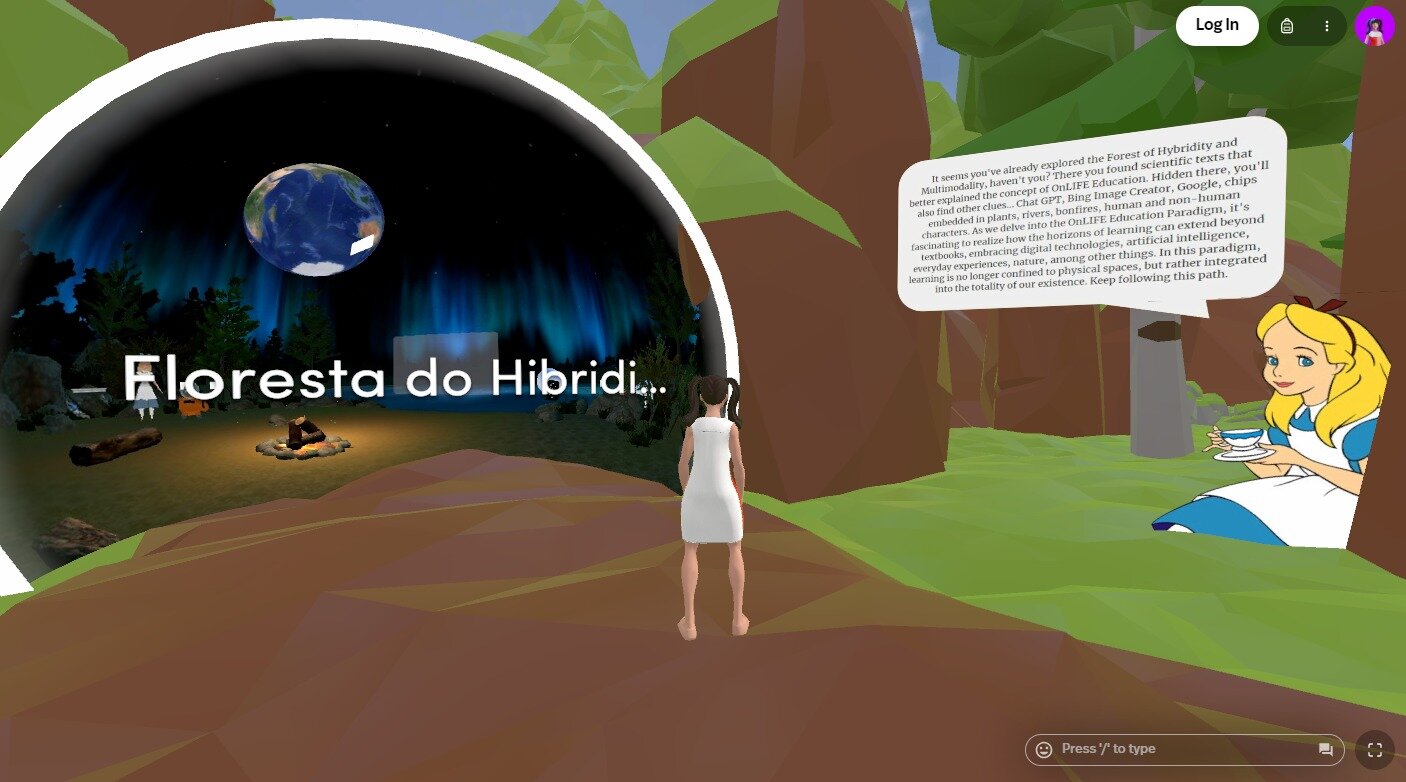 Log In
It seems you've already explored the Forest of Hybridity and
Multimodality, haven't you? There you found scientific texts that
better explained the concept of OnLIFE Education. Hidden there, you'll
also find other clues... Chat GPT, Bing Image Creator, Google, chips
embedded in plants, rivers, bonfires, human and non-human
characters. As we delve into the OnLIFE Education Paradigm, it's
fascinating to realize how the horizons of learning can extend beyond
textbooks, embracing digital technologies, artificial intelligence,
everyday experiences, nature, among other things. In this paradigm,
learning is no longer confined to physical spaces, but rather integrated
into the totality of our existence. Keep following this path.
Floresta do Hibridi...
Press '/' to type